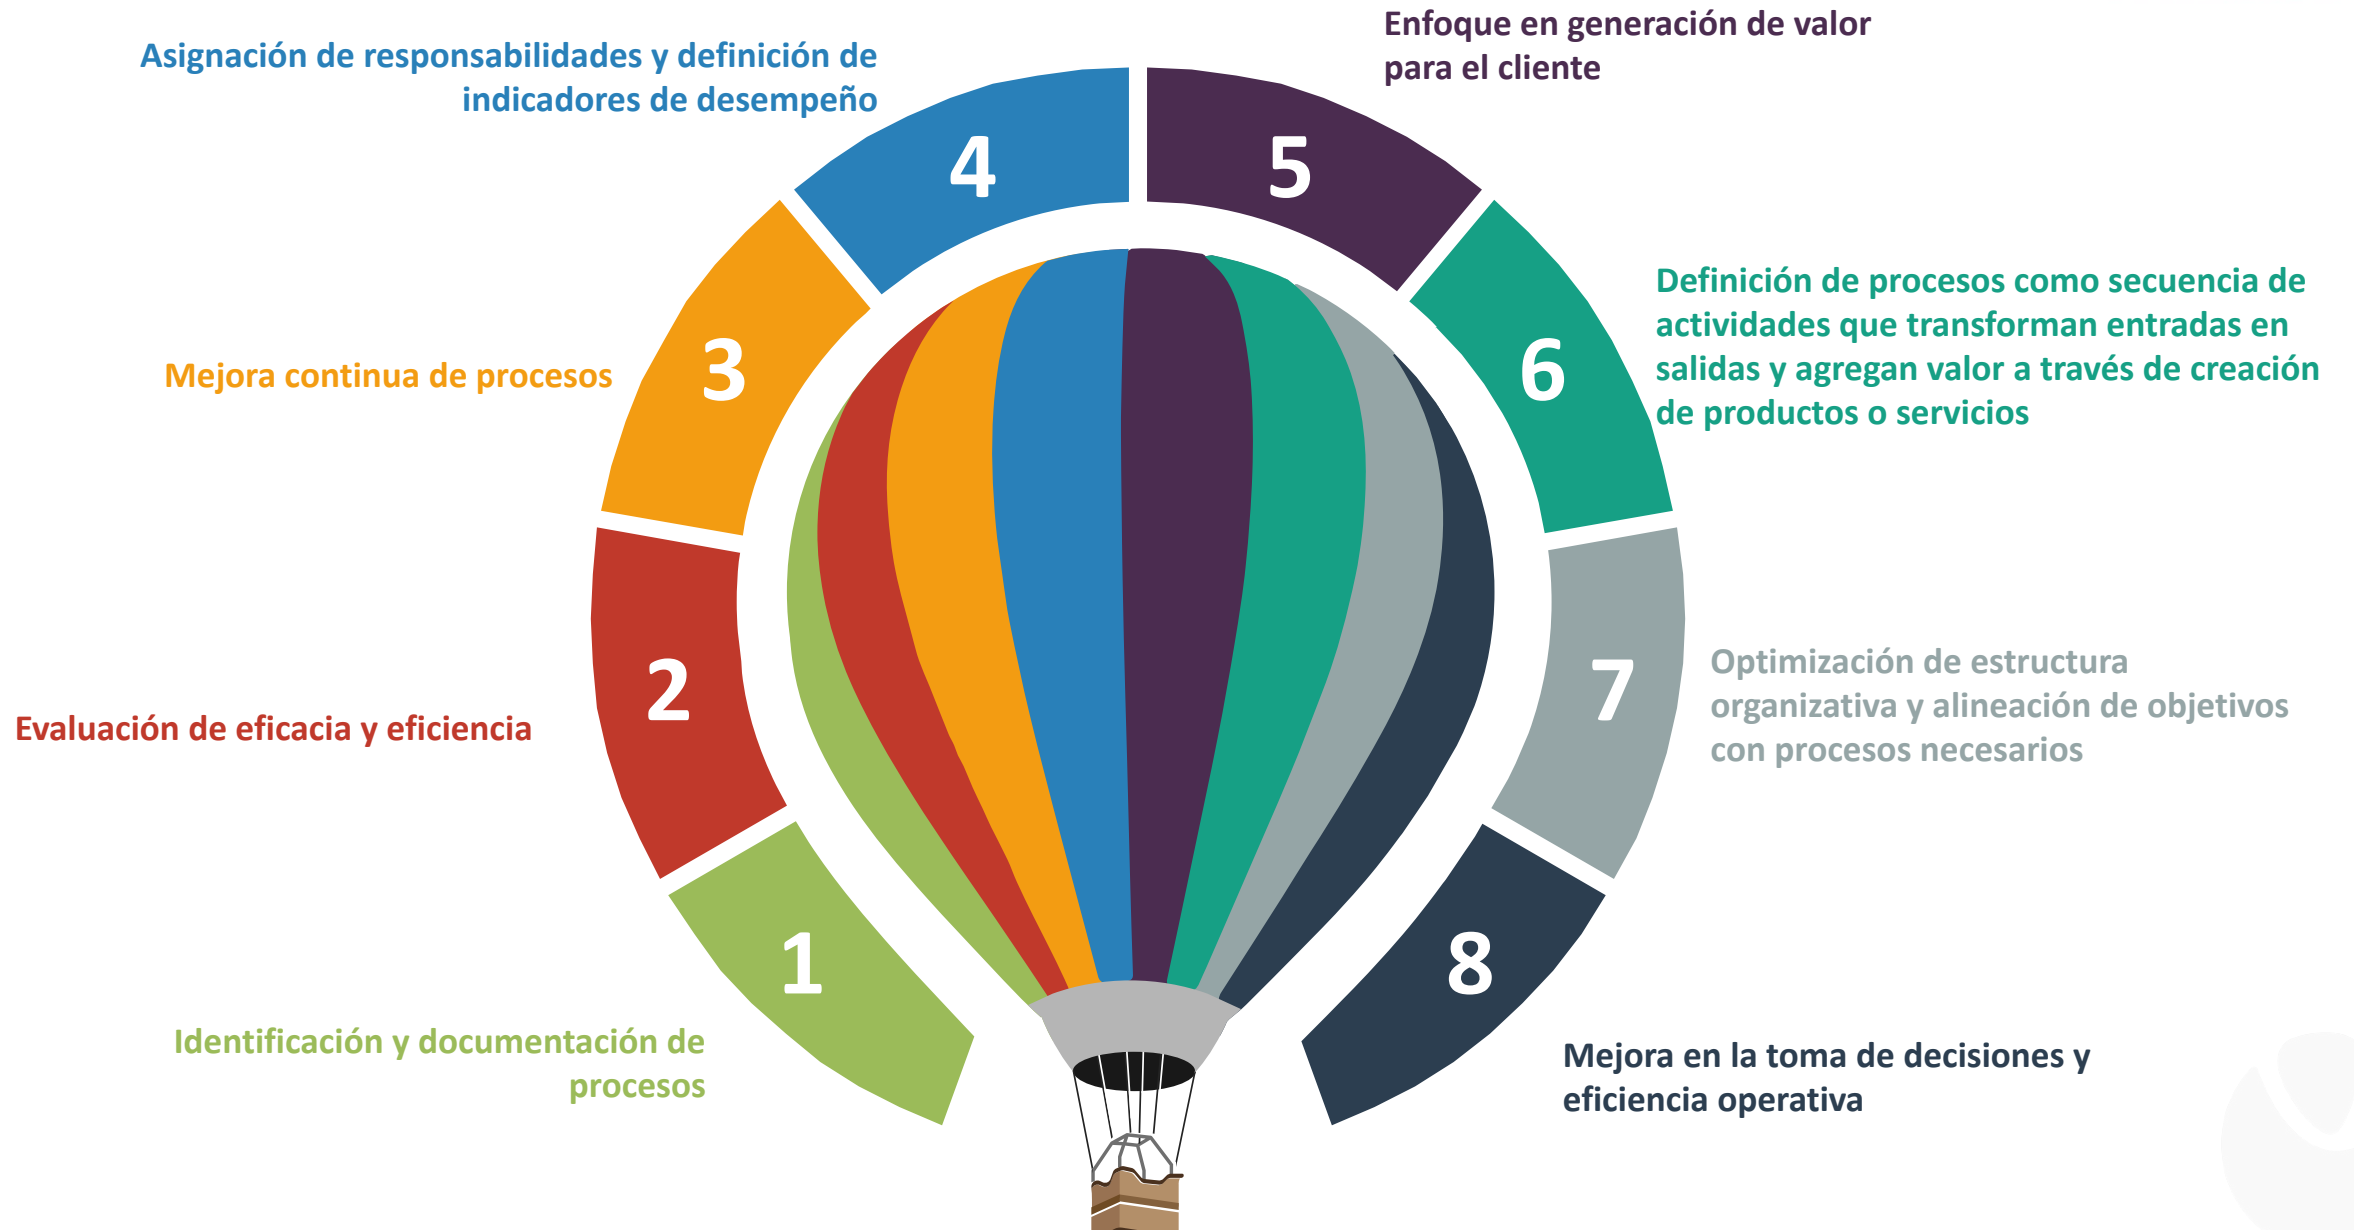 Identificación y documentación de
procesos
1
Evaluación de eficacia y eficiencia
2
Mejora continua de procesos
3
Asignación de responsabilidades y definición de
indicadores de desempeño
4
Enfoque en generación de valor
para el cliente
5
Definición de procesos como secuencia de
actividades que transforman entradas en
salidas y agregan valor a través de creación
de productos o servicios
6
Optimización de estructura
organizativa y alineación de objetivos
con procesos necesarios
7
Mejora en la toma de decisiones y
eficiencia operativa
8